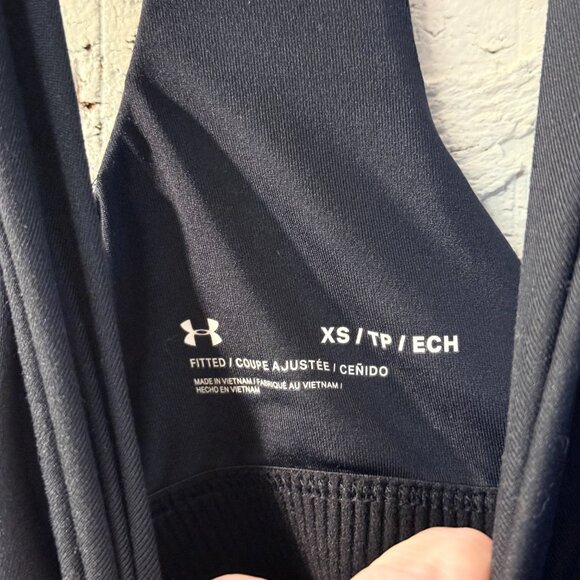 XS / TP / ECH
FITTED / COUPE AJUSTÉE / CEÑIDO
MADE IN VIETNAM / FABRIQUÉ AU VIETNAM /
HECHO EN VIETNAM